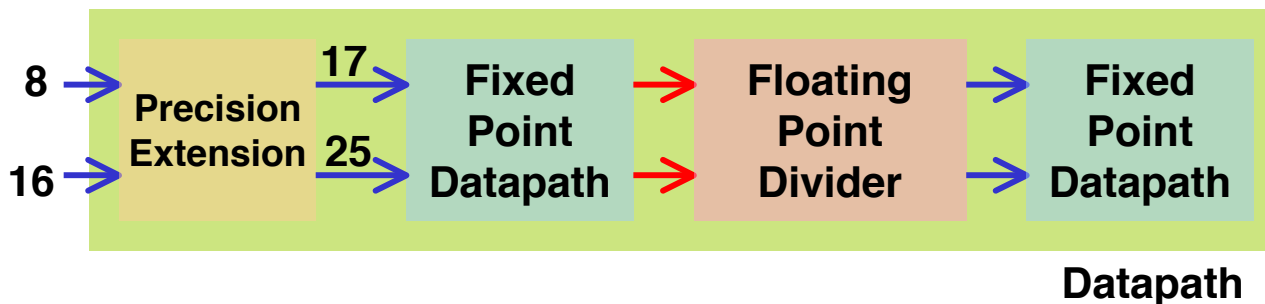 8
16
Precision
Extension
17
25
Fixed
Point
Datapath
Floating
Point
Divider
Fixed
Point
Datapath
Datapath